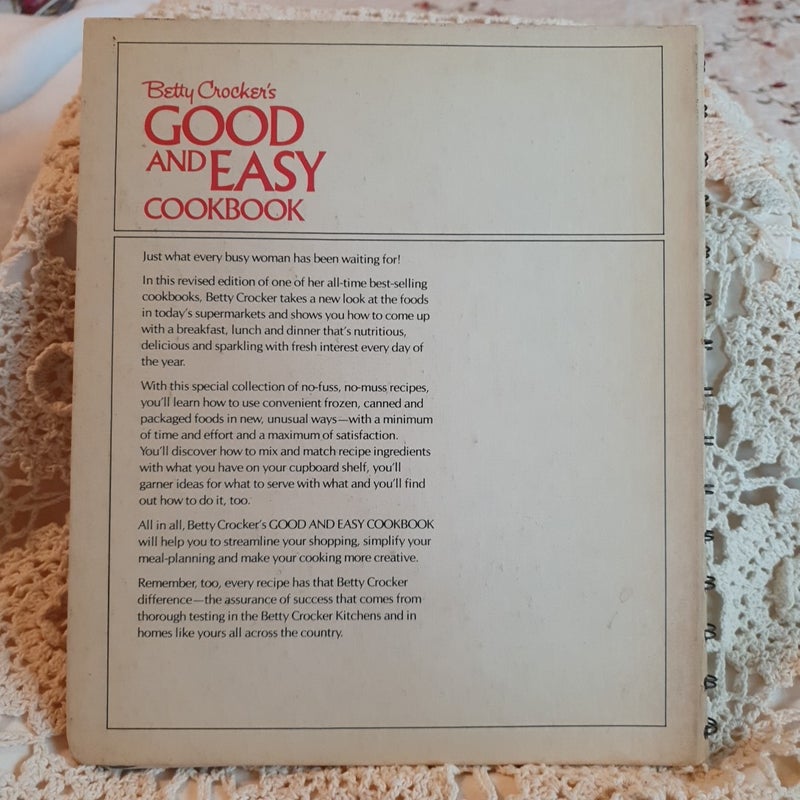 Betty Crocker's
GOOD
AND EASY
COOKBOOK
Just what every busy woman has been waiting for!
In this revised edition of one of her all-time best-selling
cookbooks, Betty Crocker takes a new look at the foods
in today's supermarkets and shows you how to come up
with a breakfast, lunch and dinner that's nutritious,
delicious and sparkling with fresh interest every day of
the year.
With this special collection of no-fuss, no-muss recipes,
you'll learn how to use convenient frozen, canned and
packaged foods in new, unusual ways—with a minimum
of time and effort and a maximum of satisfaction.
You'll discover how to mix and match recipe ingredients
with what you have on your cupboard shelf, you'll
garner ideas for what to serve with what and you'll find
out how to do it, too.
All in all, Betty Crocker's GOOD AND EASY COOKBOOK
will help you to streamline your shopping, simplify your
meal-planning and make your cooking more creative.
Remember, too, every recipe has that Betty Crocker
difference—the assurance of success that comes from
thorough testing in the Betty Crocker Kitchens and in
homes like yours all across the country.